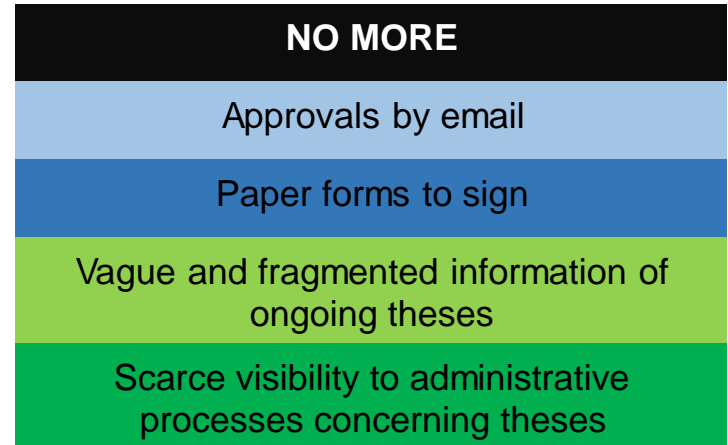 NO MORE
Approvals by email
Paper forms to sign
Vague and fragmented information of
ongoing theses
Scarce visibility to administrative
processes concerning theses